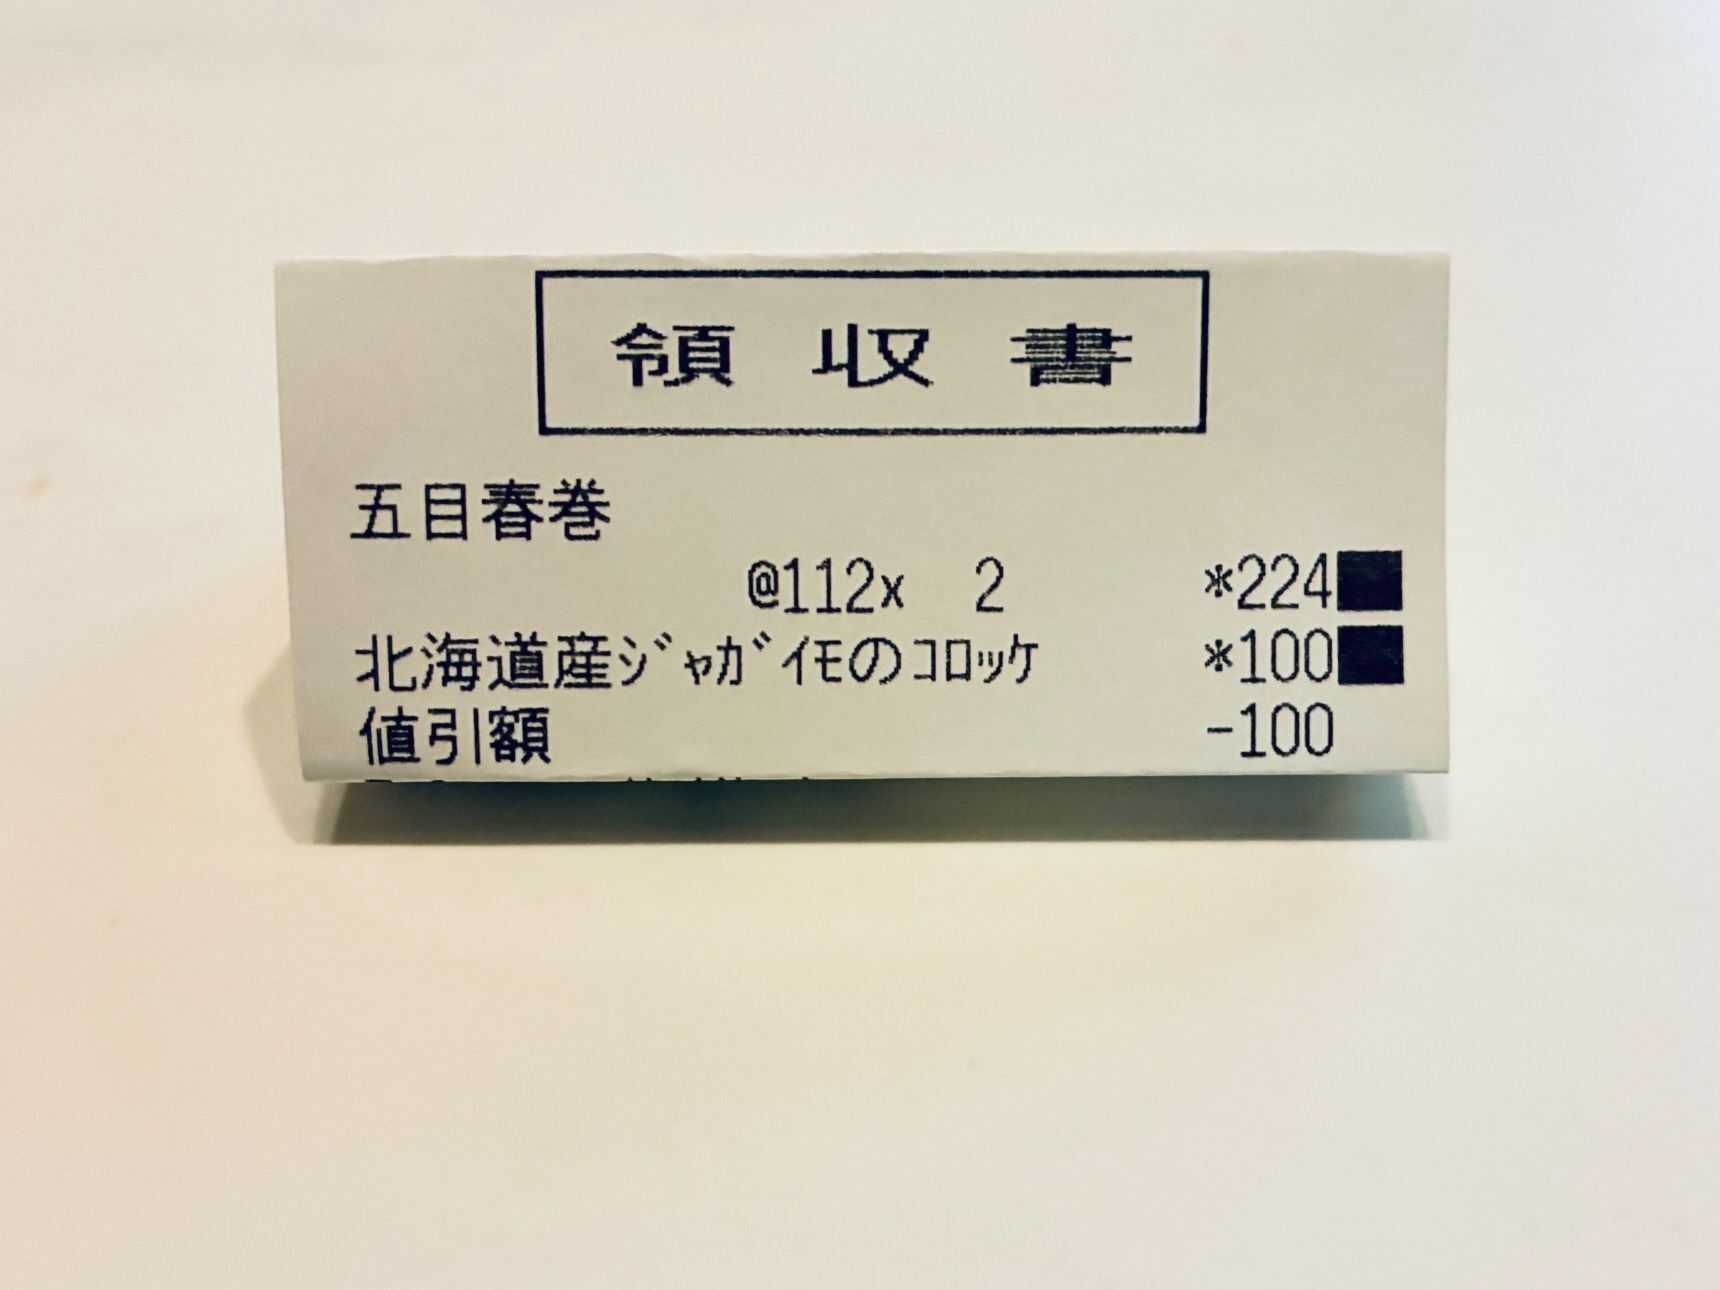 領収書
五目春巻
@112x 2 *224■
北海道産ｼﾞｬｶﾞｲﾓのｺﾛｯｹ *100■
値引額 -100